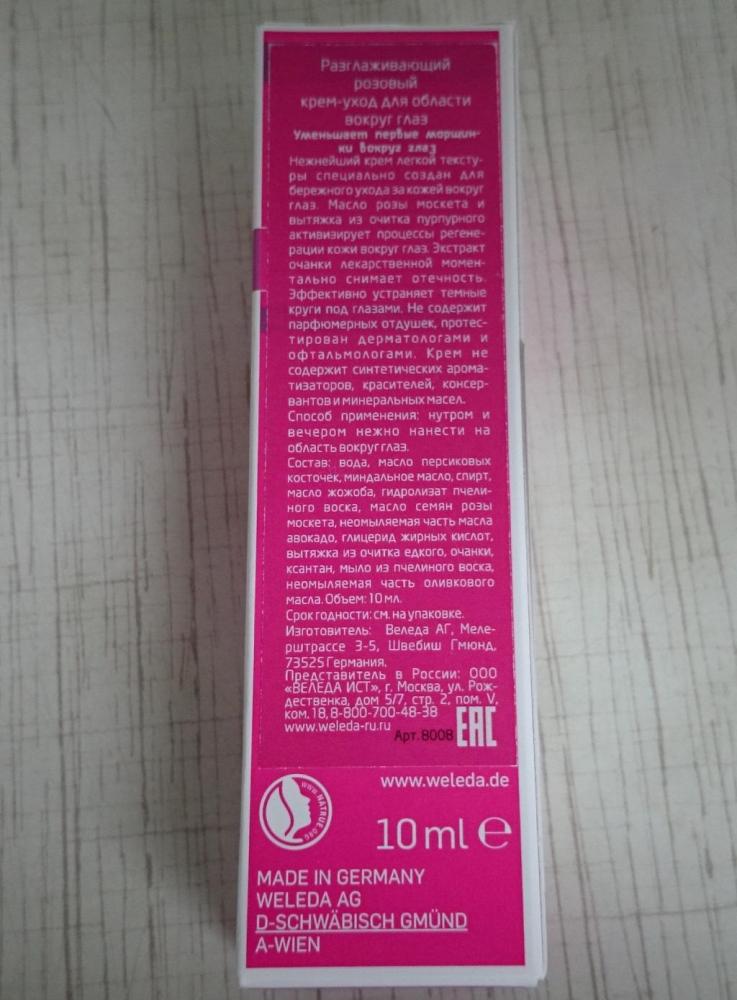 Разглаживающий
розовый
крем-уход для области
вокруг глаз
Уменьшает первые морщин-
ки вокруг глаз
Нежнейший крем легкой тексту-
ры специально создан для
бережного ухода за кожей вокруг
глаз. Масло розы москета и
вытяжка из очитка пурпурного
активизирует процессы регене-
рации кожи вокруг глаз. Экстракт
очанки лекарственной момен-
тально снимает отечность.
Эффективно устраняет темные
круги под глазами. Не содержит
парфюмерных отдушек, протес-
тирован дерматологами и
офтальмологами. Крем не
содержит синтетических арома-
тизаторов, красителей, консер-
вантов и минеральных масел.
Способ применения: нутром и
вечером нежно нанести на
область вокруг глаз.
Состав: вода, масло персиковых
косточек, миндальное масло, спирт,
масло жожоба, гидролизат пчели-
ного воска, масло семян розы
москета, неомыляемая часть масла
авокадо, глицерид жирных кислот,
вытяжка из очитка едкого, очанки,
ксантан, мыло из пчелиного воска,
неомыляемая часть оливкового
масла. Объем: 10 мл.
Срок годности: см. на упаковке.
Изготовитель: Веледа АГ, Меле-
рштрассе 3-5, Швебиш Гмюнд,
73525 Германия.
Представитель в России: ООО
«ВЕЛЕДА ИСТ», г. Москва, ул. Рож-
дественка, дом 5/7, стр. 2, пом. V,
ком. 18, 8-800-700-48-38
www.weleda-ru.ru
Арт. 8008 EAC
www.weleda.de
www.NATRUE.ORG
10 ml ℮
MADE IN GERMANY
WELEDA AG
D-SCHWÄBISCH GMÜND
A-WIEN